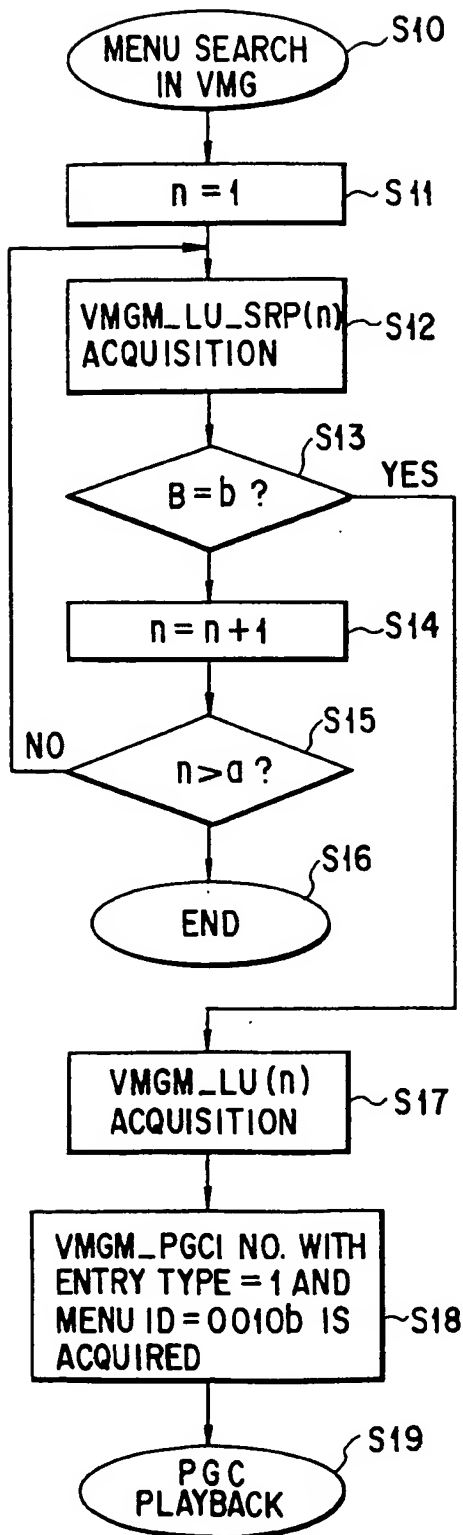 MENU SEARCH
IN VMG
S10
n = 1
S11
VMGM_LU_SRP(n)
ACQUISITION
S12
S13
B = b ?
YES
n = n + 1
S14
S15
NO
n > a ?
S16
END
VMGM_LU (n)
ACQUISITION
S17
VMGM_PGCI NO. WITH
ENTRY TYPE = 1 AND
MENU ID = 0010b IS
ACQUIRED
S18
S19
PGC
PLAYBACK